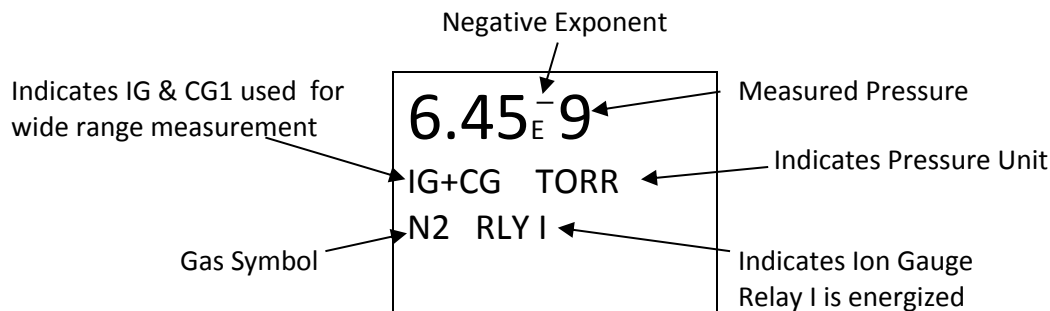 Negative Exponent
Indicates IG & CG1 used for
wide range measurement
6.45E-9
Measured Pressure
IG+CG TORR
Indicates Pressure Unit
N2 RLY I
Gas Symbol
Indicates Ion Gauge
Relay I is energized